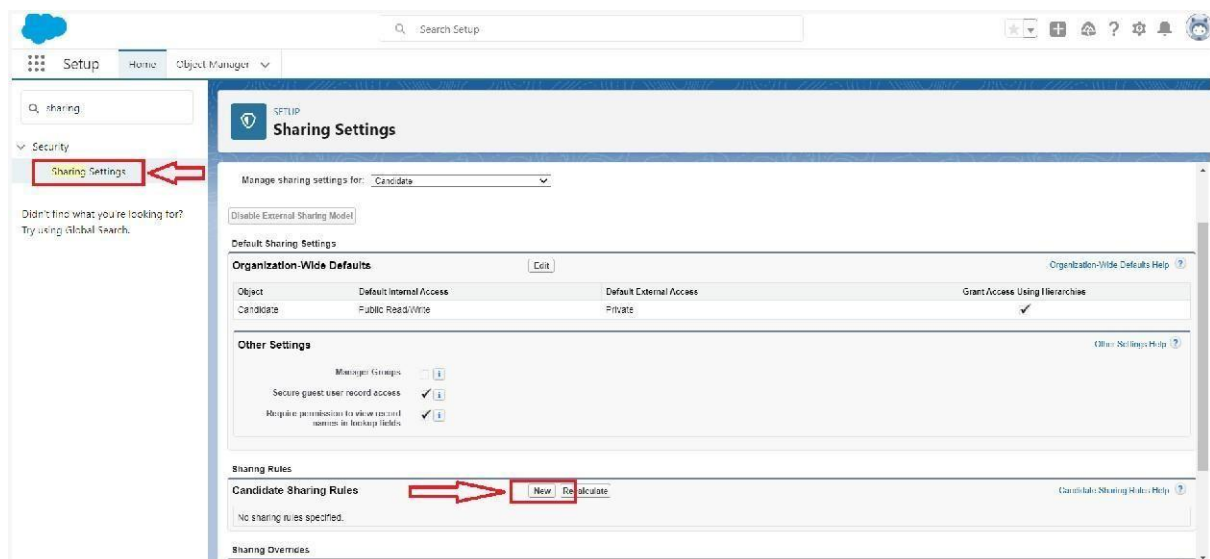 Search Setup
Setup Home Object Manager
sharing
Security
Sharing Settings
Didn't find what you're looking for?
Try using Global Search.
SETUP
Sharing Settings
Manage sharing settings for: Candidate
Disable External Sharing Model
Default Sharing Settings
Organization-Wide Defaults Edit Organization-Wide Defaults Help ?
Object Default Internal Access Default External Access Grant Access Using Hierarchies
Candidate Public Read/Write Private
Other Settings Other Settings Help ?
Manager Groups i
Secure guest user record access i
Require permission to view record
names in lookup fields i
Sharing Rules
Candidate Sharing Rules New Recalculate Candidate Sharing Rules Help ?
No sharing rules specified.
Sharing Overrides